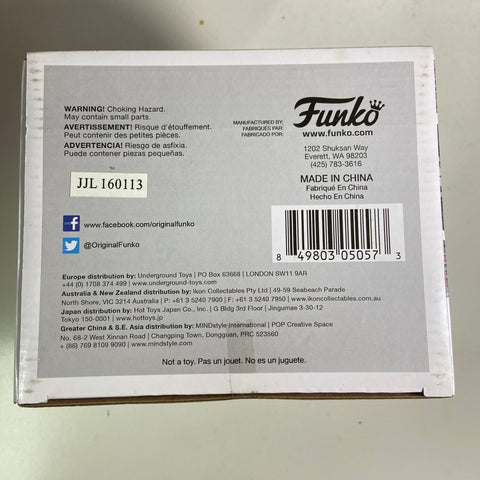 WARNING! Choking Hazard.
May contain small parts.
AVERTISSEMENT! Risque d'étouffement.
Peut contenir des petites pièces.
ADVERTENCIA! Riesgo de asfixia.
Puede contener piezas pequeñas.
JJL 160113
MANUFACTURED BY:
FABRIQUÉ PAR:
FABRICADO POR:
Funko
www.funko.com
1202 Shuksan Way
Everett, WA 98203
(425) 783-3616
MADE IN CHINA
Fabriqué En China
Hecho En China
f www.facebook.com/originalfunko
@OriginalFunko
8 49803 05057 3
Europe distribution by: Underground Toys | PO Box 63668 | LONDON SW11 9AR
+44 (0) 1708 374 499 | www.underground-toys.com
Australia & New Zealand distribution by: Ikon Collectables Pty Ltd | 49-59 Seabeach Parade
North Shore, VIC 3214 Australia | P: +61 3 5240 7900 | F: +61 3 5240 7950 | www.ikoncollectables.com.au
Japan distribution by: Hot Toys Japan Co., Inc. | G Bldg 3rd Floor | Jingumae 3-30-12
Tokyo 150-0001 | www.hottoys.jp
Greater China & S.E. Asia distribution by: MINDstyle International | POP Creative Space
No. 68-2 West Xinnan Road | Changping Town, Dongguan, PRC 523560
+ (86) 769 8109 9090 | www.mindstyle.com
Not a toy. Pas un jouet. No es un juguete.